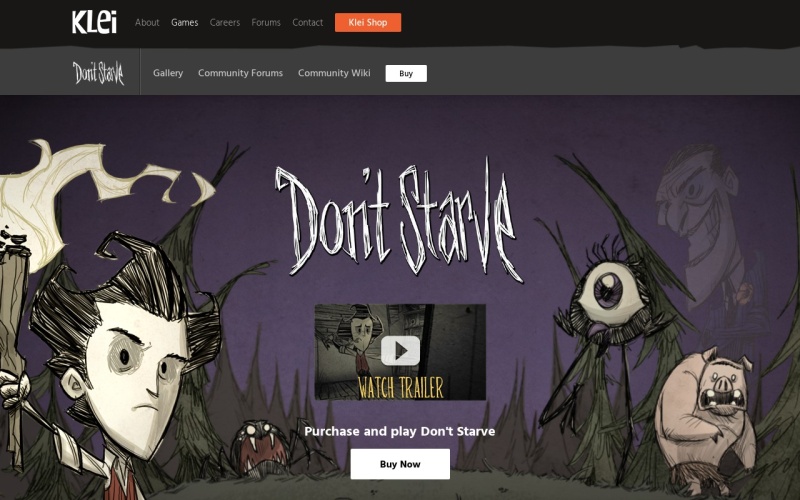 Klei
About Games Careers Forums Contact Klei Shop
Don't Starve Gallery Community Forums Community Wiki Buy
Don't Starve
WATCH TRAILER
Purchase and play Don't Starve
Buy Now